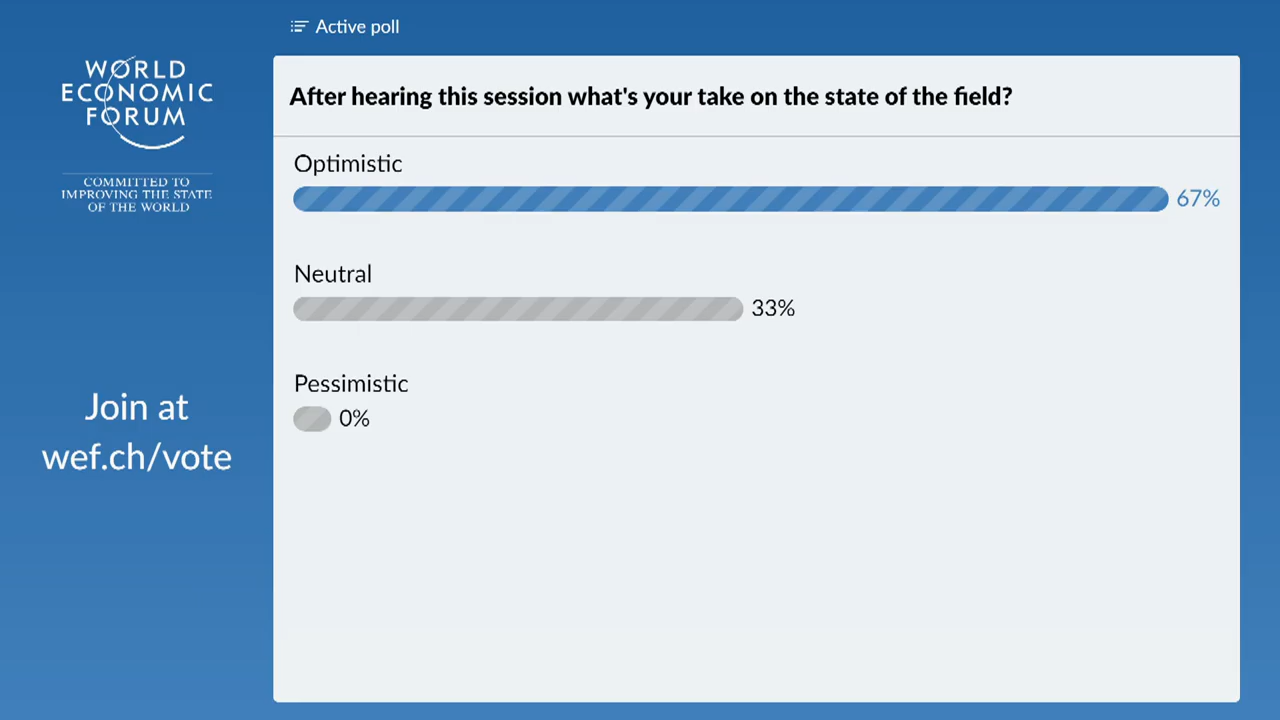 Active poll
WORLD
ECONOMIC
FORUM
COMMITTED TO
IMPROVING THE STATE
OF THE WORLD
Join at
wef.ch/vote
After hearing this session what's your take on the state of the field?
Optimistic
67%
Neutral
33%
Pessimistic
0%